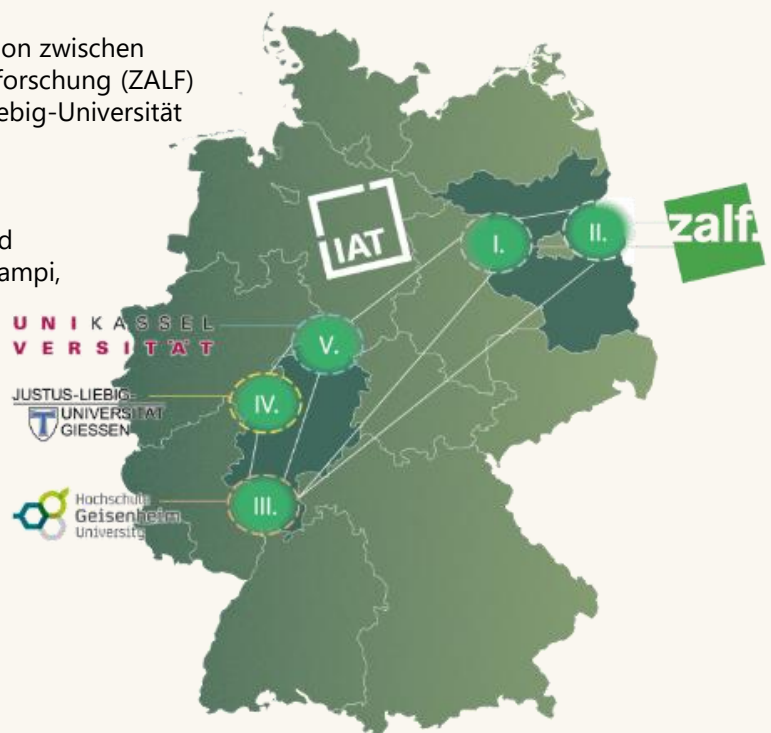 on zwischen
forschung (ZALF)
ebig-Universität
d
ampi,
IAT
I.
II.
zalf.
UNIKASSEL
VERSITÄT
V.
JUSTUS-LIEBIG-
UNIVERSITÄT
GIESSEN
IV.
Hochschule
Geisenheim
University
III.